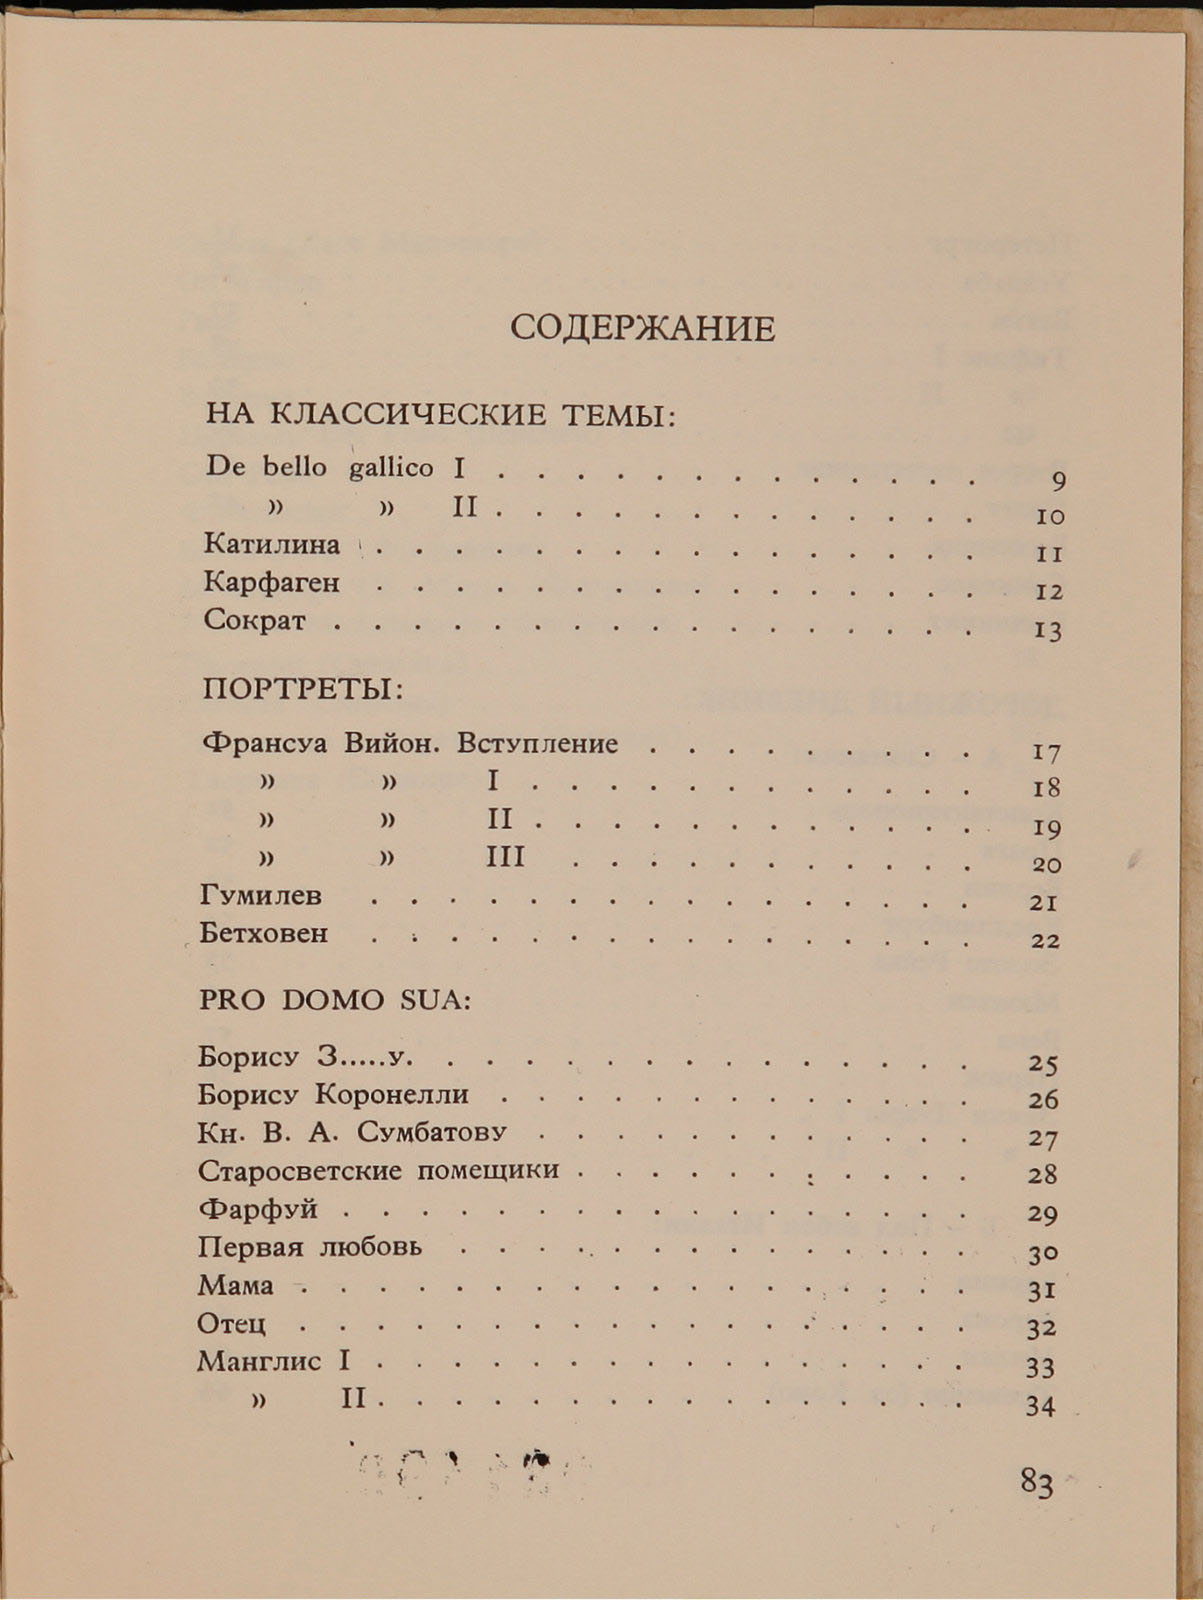 СОДЕРЖАНИЕ
НА КЛАССИЧЕСКИЕ ТЕМЫ:
De bello gallico I . . . . . . . . . . . . . 9
» » II . . . . . . . . . . . . . 10
Катилина . . . . . . . . . . . . . . . . 11
Карфаген . . . . . . . . . . . . . . . . 12
Сократ . . . . . . . . . . . . . . . . . 13
ПОРТРЕТЫ:
Франсуа Вийон. Вступление . . . . . . . . . 17
» » I . . . . . . . . . . . . 18
» » II . . . . . . . . . . . . 19
» » III . . . . . . . . . . . 20
Гумилев . . . . . . . . . . . . . . . . 21
Бетховен . . . . . . . . . . . . . . . . 22
PRO DOMO SUA:
Борису З.....у. . . . . . . . . . . . . . . 25
Борису Коронелли . . . . . . . . . . . . . 26
Кн. В. А. Сумбатову . . . . . . . . . . . . 27
Старосветские помещики . . . . . . . . . . . 28
Фарфуй . . . . . . . . . . . . . . . . . 29
Первая любовь . . . . . . . . . . . . . . 30
Мама . . . . . . . . . . . . . . . . . . 31
Отец . . . . . . . . . . . . . . . . . . 32
Манглис I . . . . . . . . . . . . . . . . 33
» II . . . . . . . . . . . . . . . . 34
83